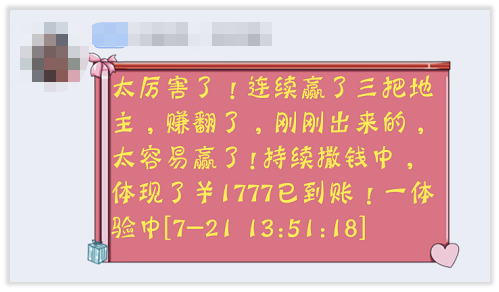 太厉害了！连续赢了三把地
主，赚翻了，刚刚出来的，
太容易赢了！持续撒钱中，
体现了￥1777已到账！一体
验中[7-21 13:51:18]